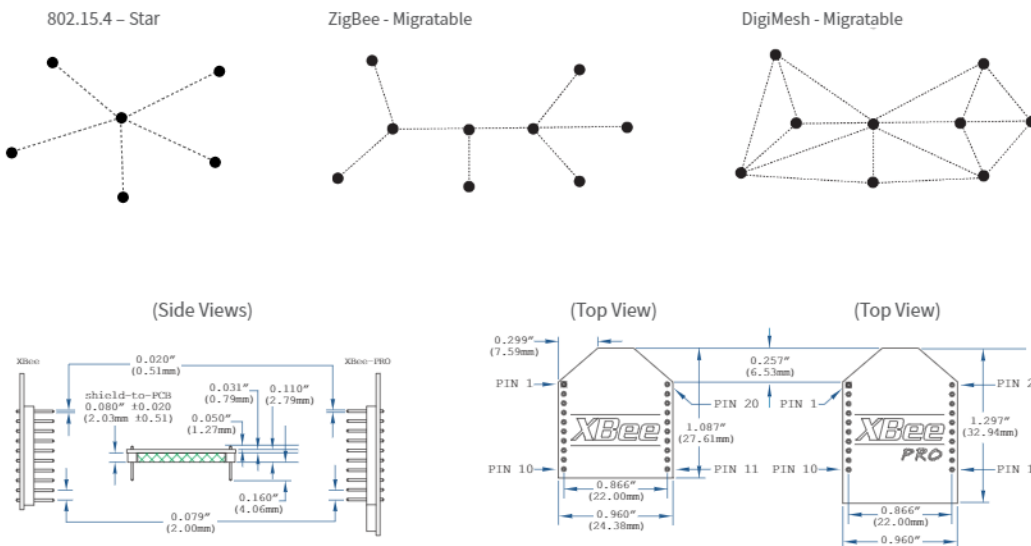 802.15.4 – Star
ZigBee - Migratable
DigiMesh - Migratable
(Side Views)
(Top View)
(Top View)
XBee
0.020″
(0.51mm)
XBee-PRO
shield-to-PCB
0.080″ ±0.020
(2.03mm ±0.51)
0.031″
(0.79mm)
0.110″
(2.79mm)
0.050″
(1.27mm)
0.160″
(4.06mm)
0.079″
(2.00mm)
0.299″
(7.59mm)
PIN 1
PIN 20
XBee
1.087″
(27.61mm)
PIN 10
PIN 11
0.866″
(22.00mm)
0.960″
(24.38mm)
0.257″
(6.53mm)
PIN 1
PIN 2
XBee
PRO
1.297″
(32.94mm)
PIN 10
PIN 1
0.866″
(22.00mm)
0.960″